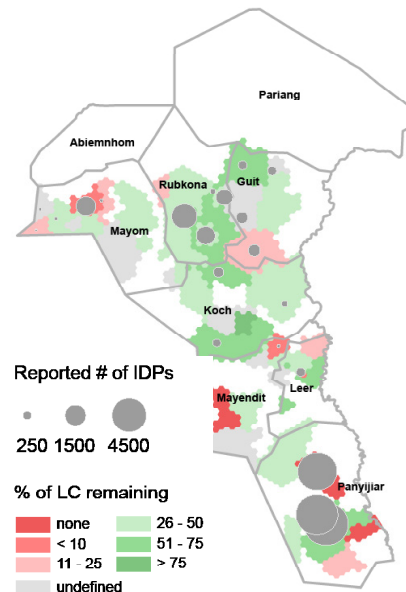 Pariang
Abiemnhom
Rubkona
Guit
Mayom
Koch
Reported # of IDPs
Mayendit
Leer
250 1500 4500
Panyijiar
% of LC remaining
none
< 10
11 - 25
undefined
26 - 50
51 - 75
> 75